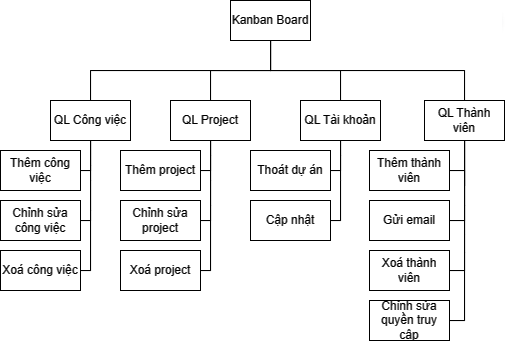 Kanban Board
QL Công việc
QL Project
QL Tài khoản
QL Thành
viên
Thêm công
việc
Chỉnh sửa
công việc
Xoá công việc
Thêm project
Chỉnh sửa
project
Xoá project
Thoát dự án
Cập nhật
Thêm thành
viên
Gửi email
Xoá thành
viên
Chỉnh sửa
quyền truy
cập